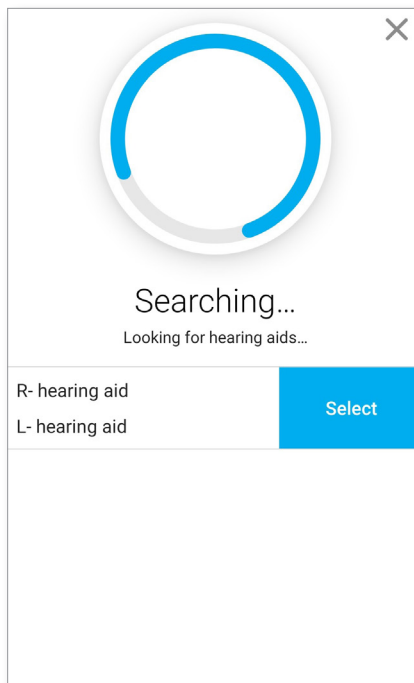 Searching...
Looking for hearing aids...
R- hearing aid
L- hearing aid
Select